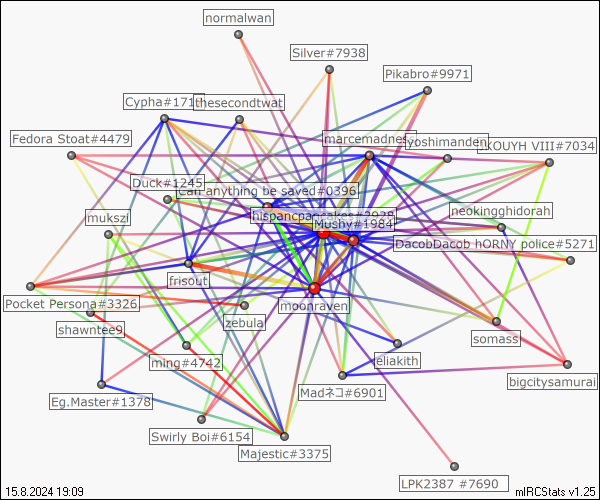 normalwan
Silver#7938
Pikabro#9971
Cypha#171
thesecondtwat
Fedora Stoat#4479
marcemadnes
yoshimanden
KOUYH VIII#7034
Duck#1245
can anything be saved#0396
mukszi
hispancpancakes#2928
Mushy#1984
neokingghidorah
DacobDacob hORNY police#5271
frisout
Pocket Persona#3326
moonraven
shawntee9
zebula
somass
ming#4742
eliakith
bigcitysamurai
Eg.Master#1378
Madネコ#6901
Swirly Boi#6154
Majestic#3375
LPK2387 #7690
15.8.2024 19:09
mIRCStats v1.25